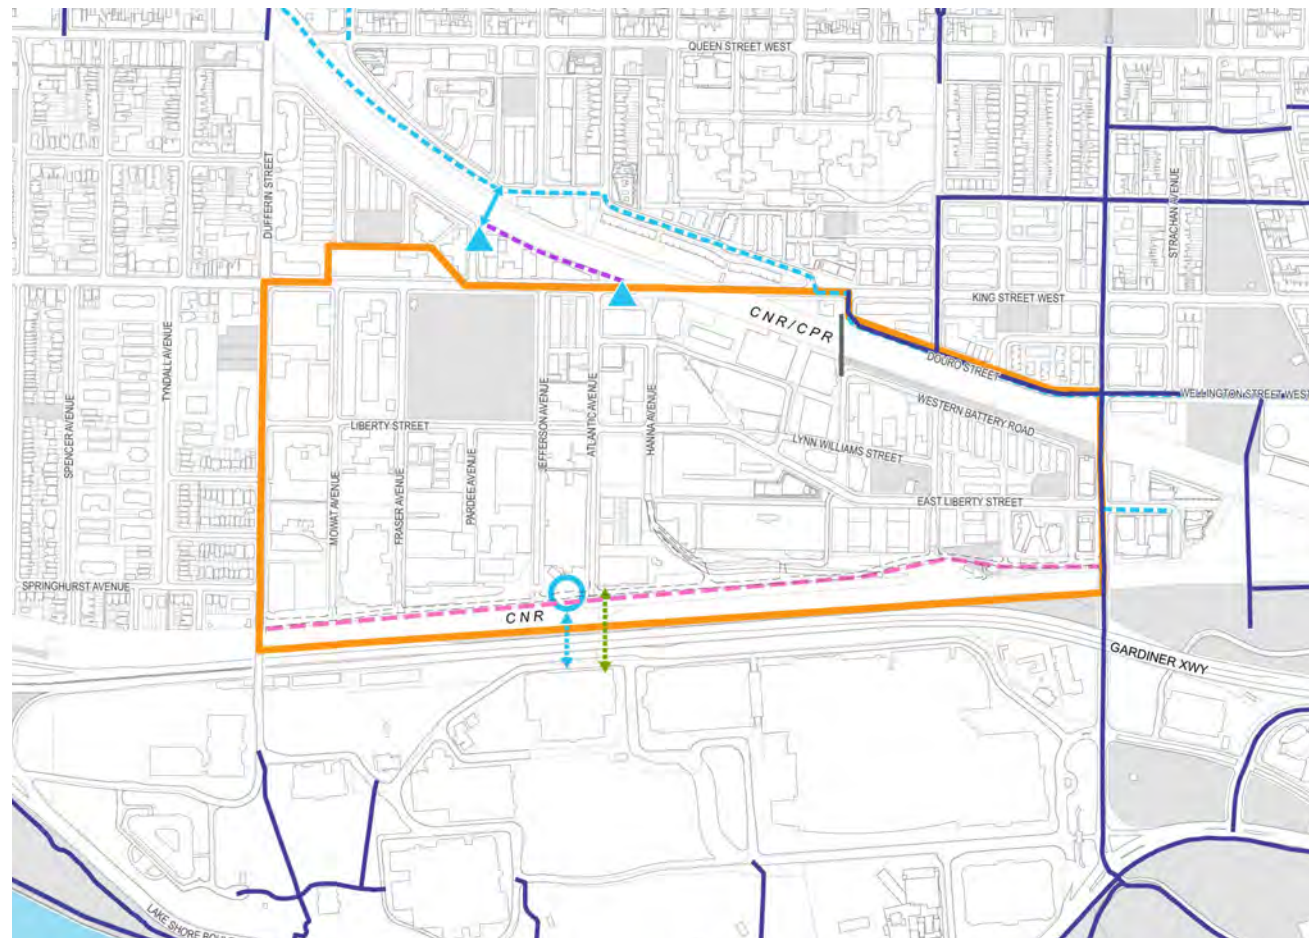 QUEEN STREET WEST
DUFFERIN STREET
STRACHAN AVENUE
KING STREET WEST
CNR/CPR
TYNDALL AVENUE
DOURO STREET
WELLINGTON STREET WEST
SPENCER AVENUE
LIBERTY STREET
JEFFERSON AVENUE
ATLANTIC AVENUE
HANNA AVENUE
WESTERN BATTERY ROAD
LYNN WILLIAMS STREET
MOWAT AVENUE
FRASER AVENUE
PARDEE AVENUE
EAST LIBERTY STREET
SPRINGHURST AVENUE
CNR
GARDINER XWY
LAKE SHORE